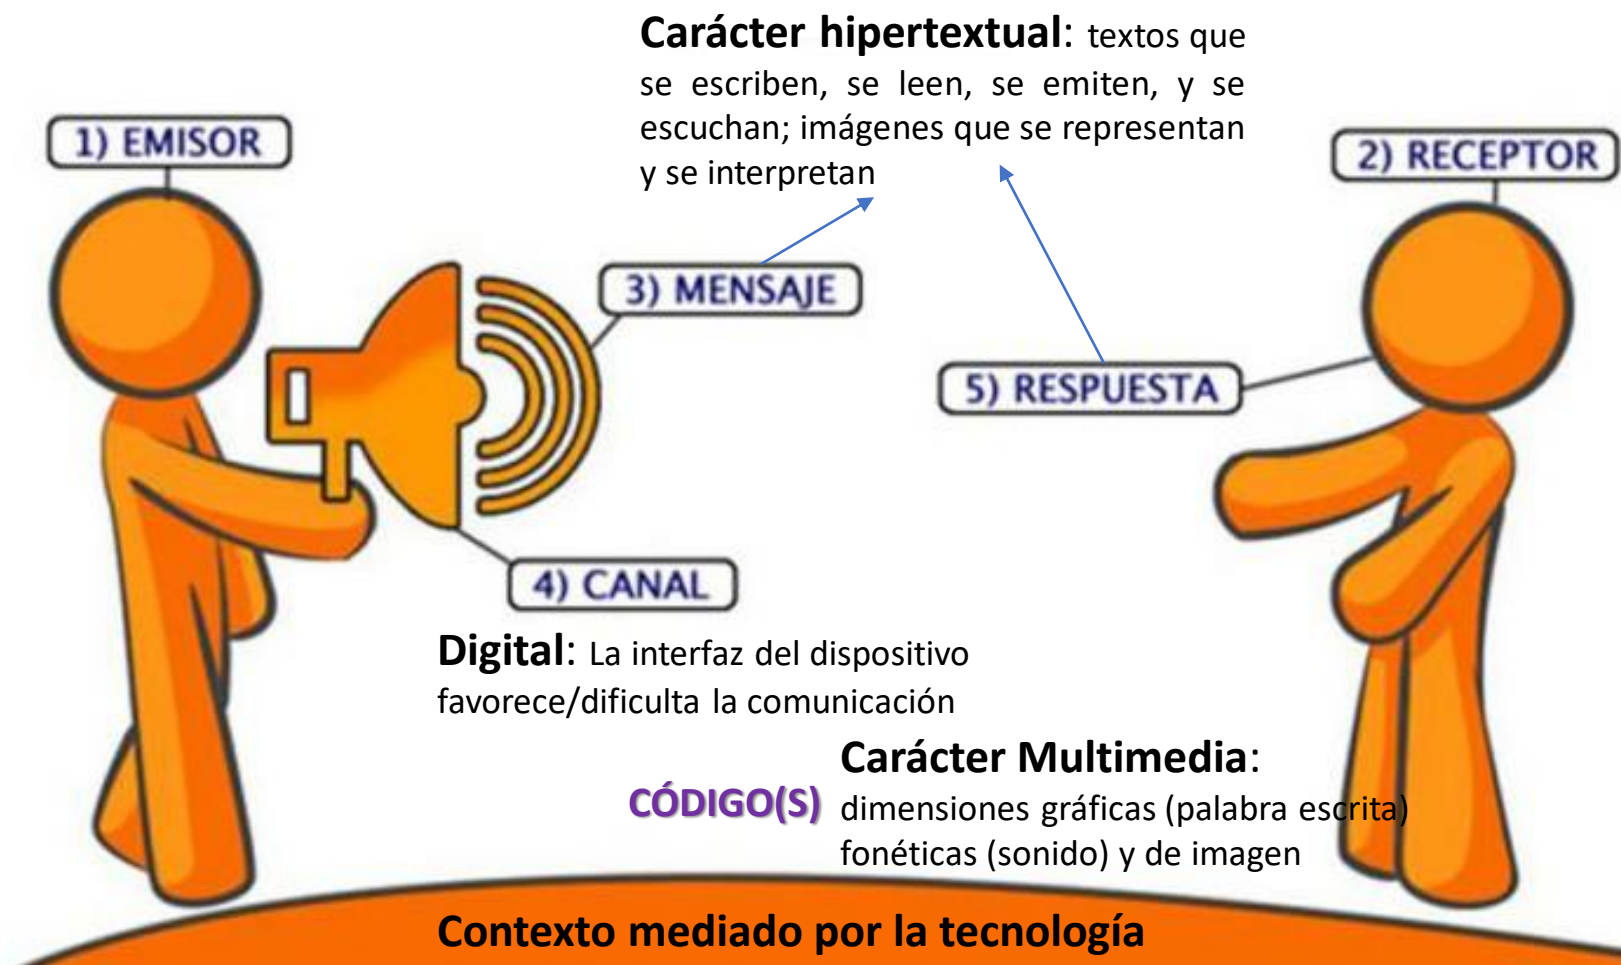 Carácter hipertextual: textos que
se escriben, se leen, se emiten, y se
escuchan; imágenes que se representan
y se interpretan
1) EMISOR
2) RECEPTOR
3) MENSAJE
5) RESPUESTA
4) CANAL
Digital: La interfaz del dispositivo
favorece/dificulta la comunicación
CÓDIGO(S)
Carácter Multimedia:
dimensiones gráficas (palabra escrita)
fonéticas (sonido) y de imagen
Contexto mediado por la tecnología